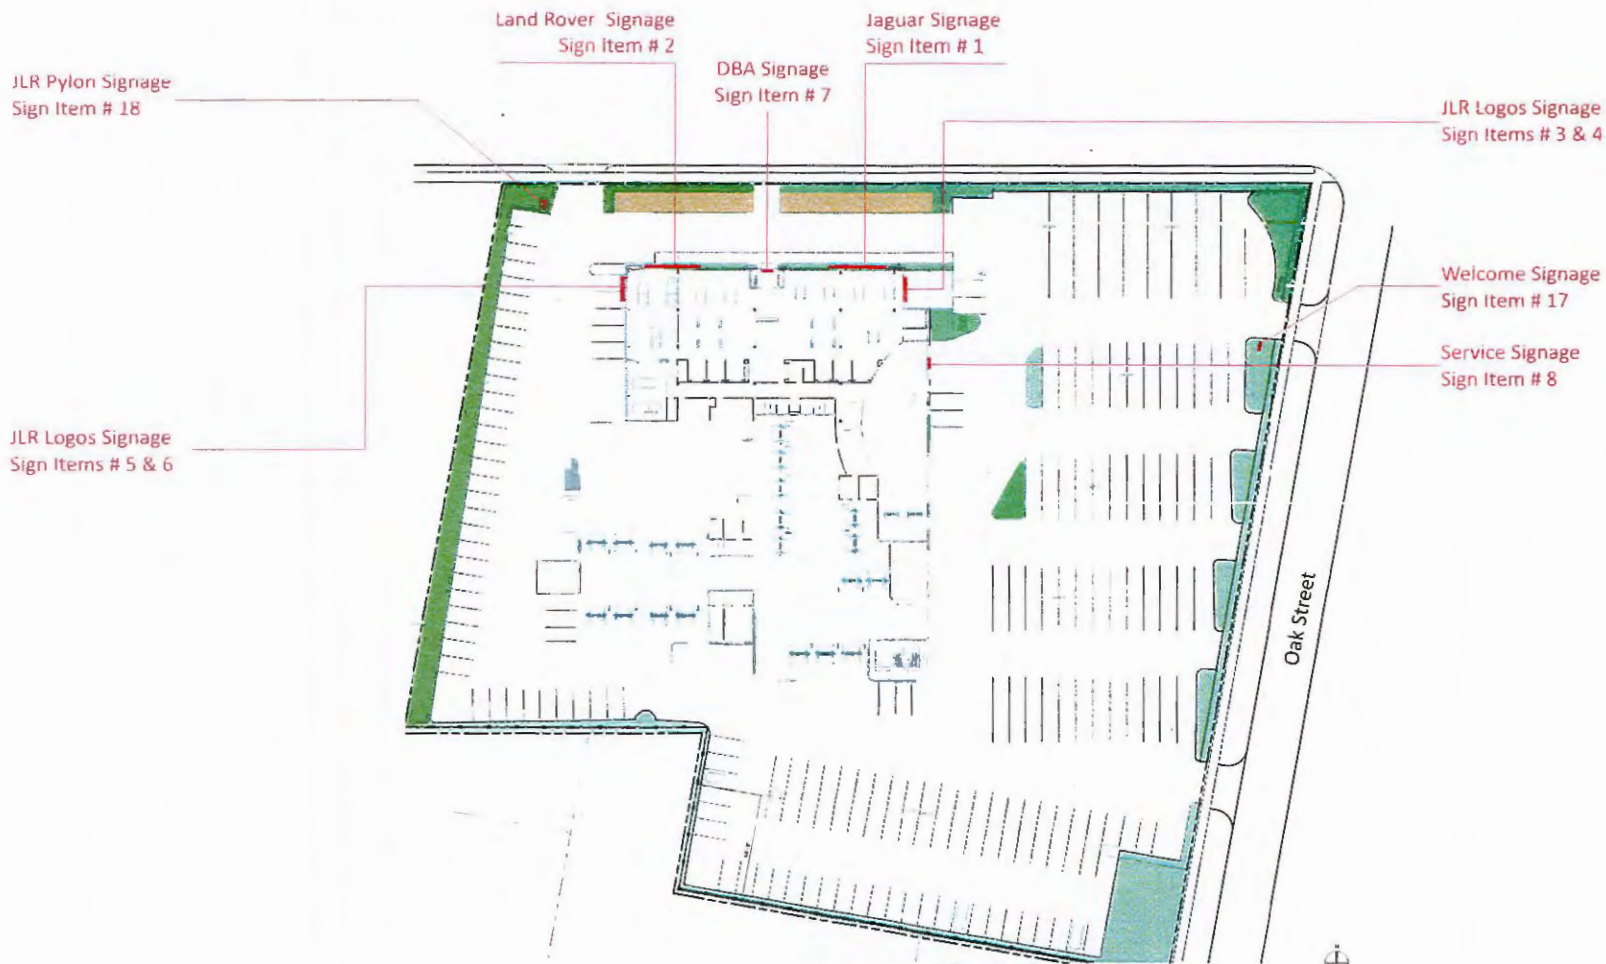 Land Rover Signage
Sign Item # 2
Jaguar Signage
Sign Item # 1
DBA Signage
Sign Item # 7
JLR Pylon Signage
Sign Item # 18
JLR Logos Signage
Sign Items # 3 & 4
Welcome Signage
Sign Item # 17
Service Signage
Sign Item # 8
JLR Logos Signage
Sign Items # 5 & 6
Oak Street